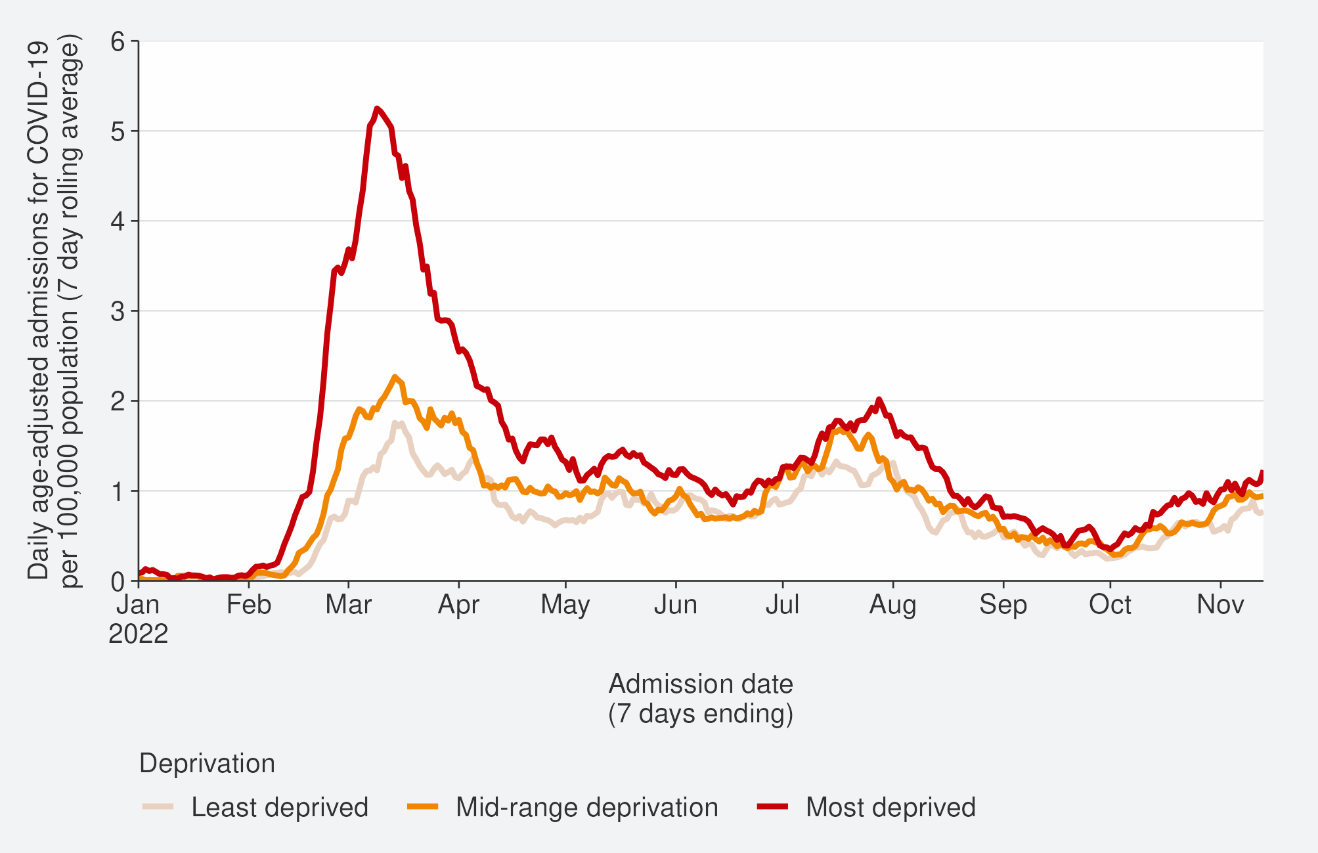 Daily age-adjusted admissions for COVID-19
per 100,000 population (7 day rolling average)
6
5
4
3
2
1
0
Jan Feb Mar Apr May Jun Jul Aug Sep Oct Nov
2022
Admission date
(7 days ending)
Deprivation
Least deprived Mid-range deprivation Most deprived